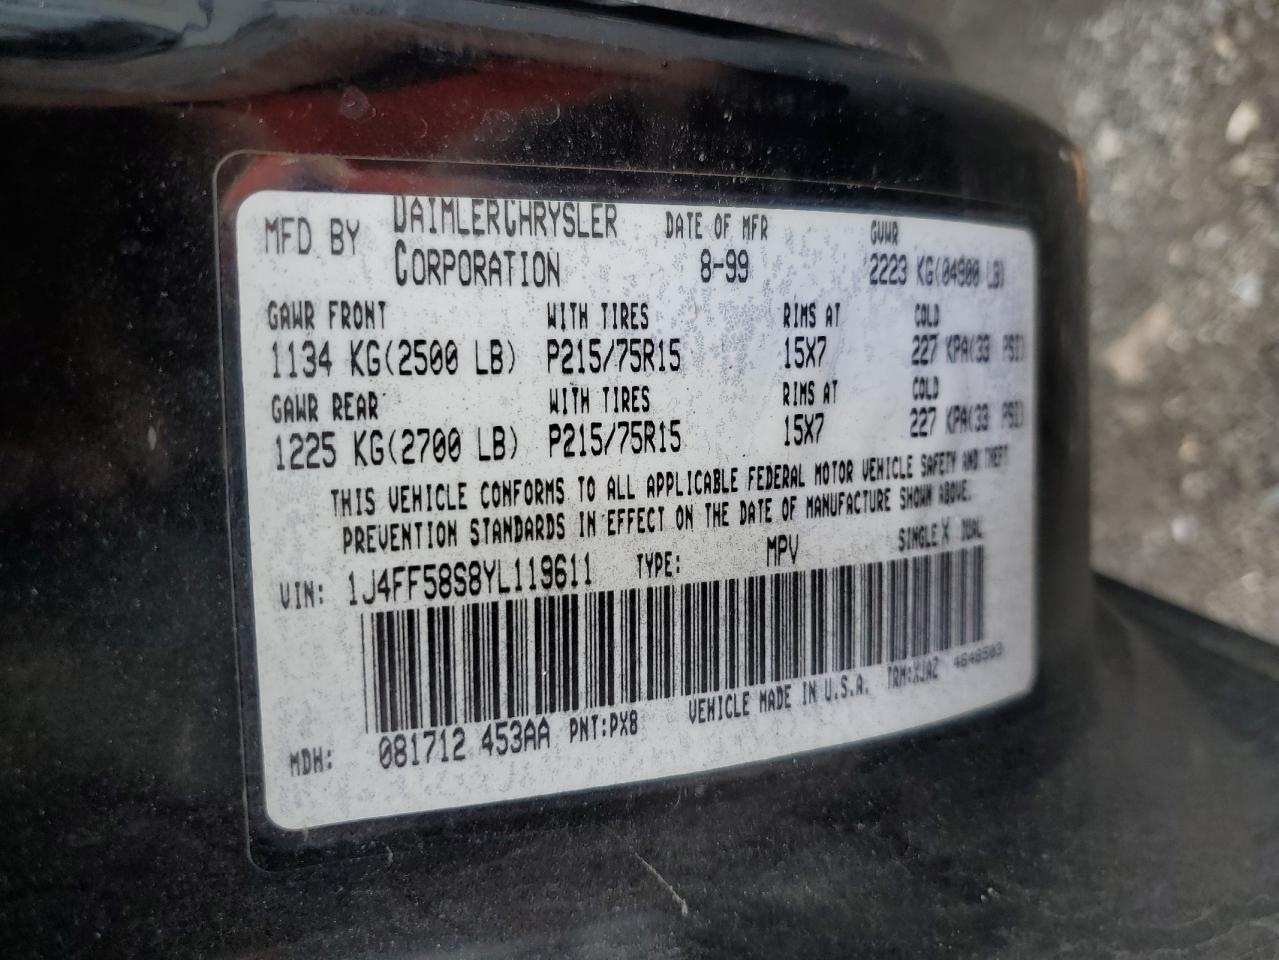 MFD BY DAIMLERCHRYSLER CORPORATION DATE OF MFR 8-99 GVWR 2223 KG(04900 LB)
GAWR FRONT WITH TIRES RIMS AT COLD
1134 KG(2500 LB) P215/75R15 15X7 227 KPA(33 PSI)
GAWR REAR WITH TIRES RIMS AT COLD
1225 KG(2700 LB) P215/75R15 15X7 227 KPA(33 PSI)
THIS VEHICLE CONFORMS TO ALL APPLICABLE FEDERAL MOTOR VEHICLE SAFETY AND THEFT
PREVENTION STANDARDS IN EFFECT ON THE DATE OF MANUFACTURE SHOWN ABOVE.
VIN: 1J4FF58S8YL119611 TYPE: MPV SINGLE X DUAL
MDH: 081712 453AA PNT:PX8 VEHICLE MADE IN U.S.A. TRM:XJAZ 4648503